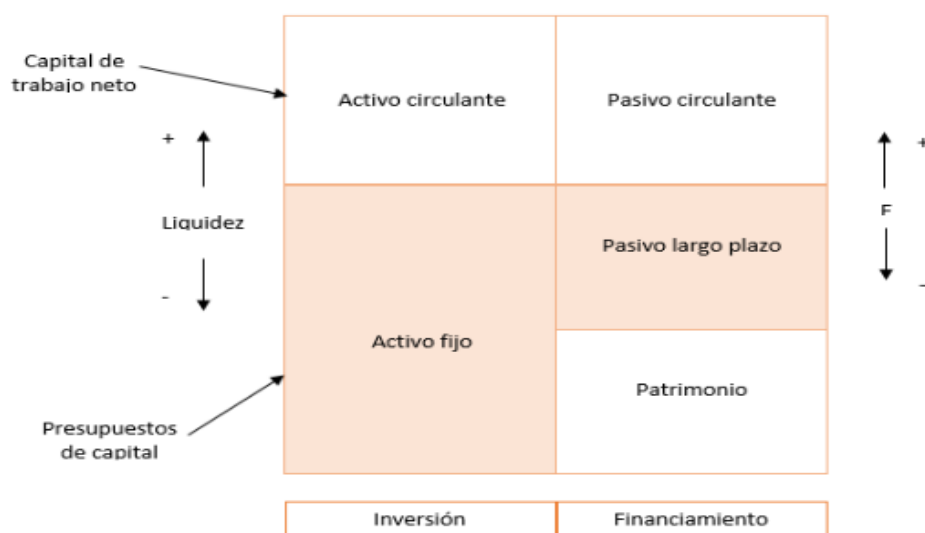 Capital de
trabajo neto
Activo circulante
Pasivo circulante
+
+
Liquidez
Pasivo largo plazo
-
-
Activo fijo
Patrimonio
Presupuestos
de capital
Inversión
Financiamiento